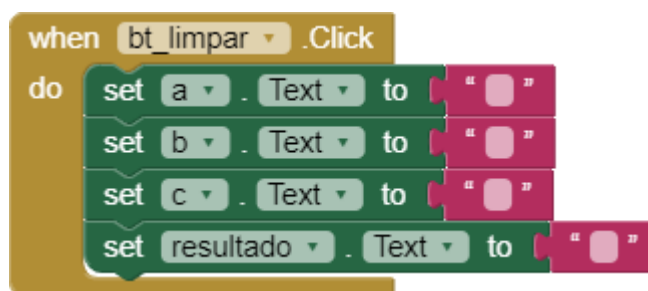 when bt_limpar .Click
do set a . Text to “ ”
set b . Text to “ ”
set c . Text to “ ”
set resultado . Text to “ ”